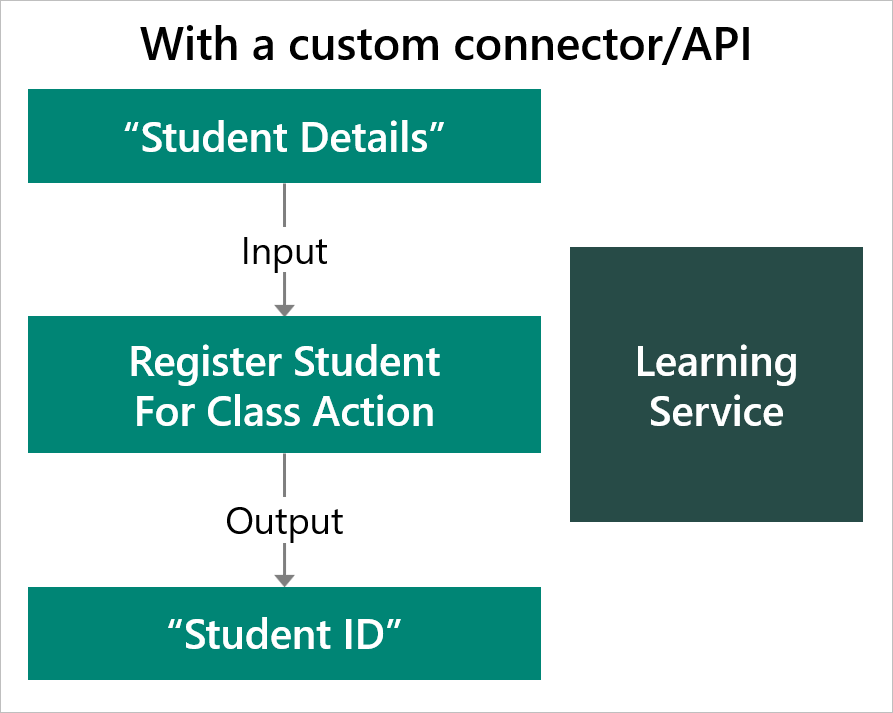 With a custom connector/API
“Student Details”
Input
Register Student
For Class Action
Learning
Service
Output
“Student ID”